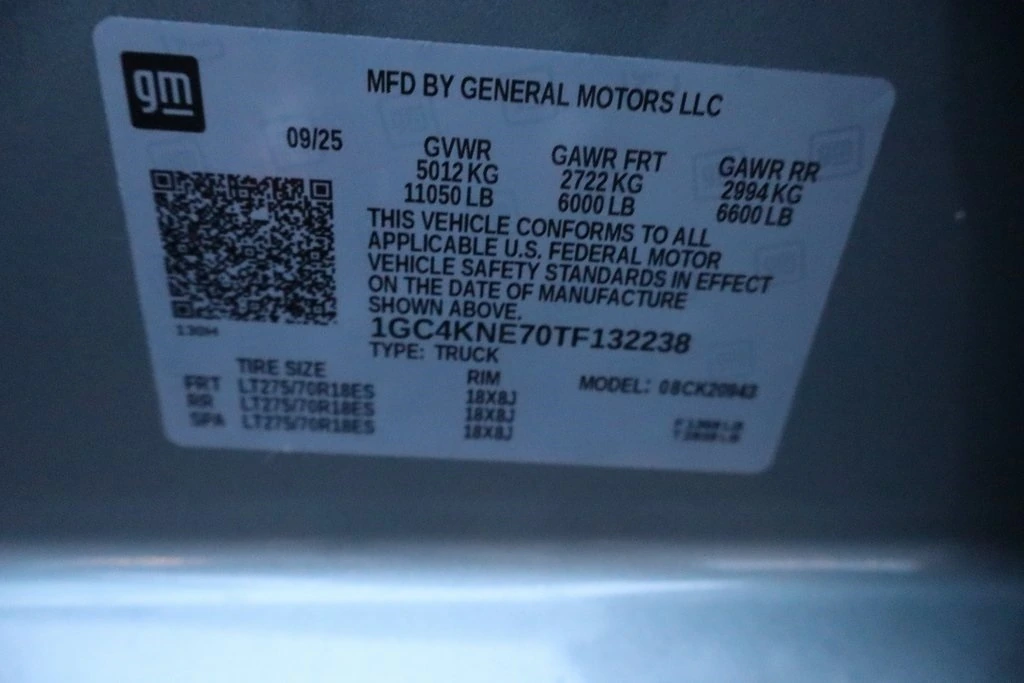 gm
MFD BY GENERAL MOTORS LLC
09/25
GVWR GAWR FRT GAWR RR
5012 KG 2722 KG 2994 KG
11050 LB 6000 LB 6600 LB
THIS VEHICLE CONFORMS TO ALL
APPLICABLE U.S. FEDERAL MOTOR
VEHICLE SAFETY STANDARDS IN EFFECT
ON THE DATE OF MANUFACTURE
SHOWN ABOVE.
1GC4KNE70TF132238
TYPE: TRUCK
TIRE SIZE RIM MODEL: 08CK20943
FRT LT275/70R18ES 18X8J
RR LT275/70R18ES 18X8J
SPA LT275/70R18ES 18X8J